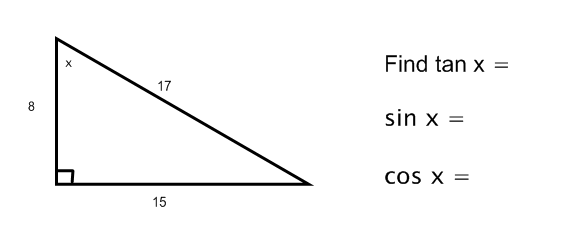 x
17
8
15
Find tan x =
sin x =
cos x =